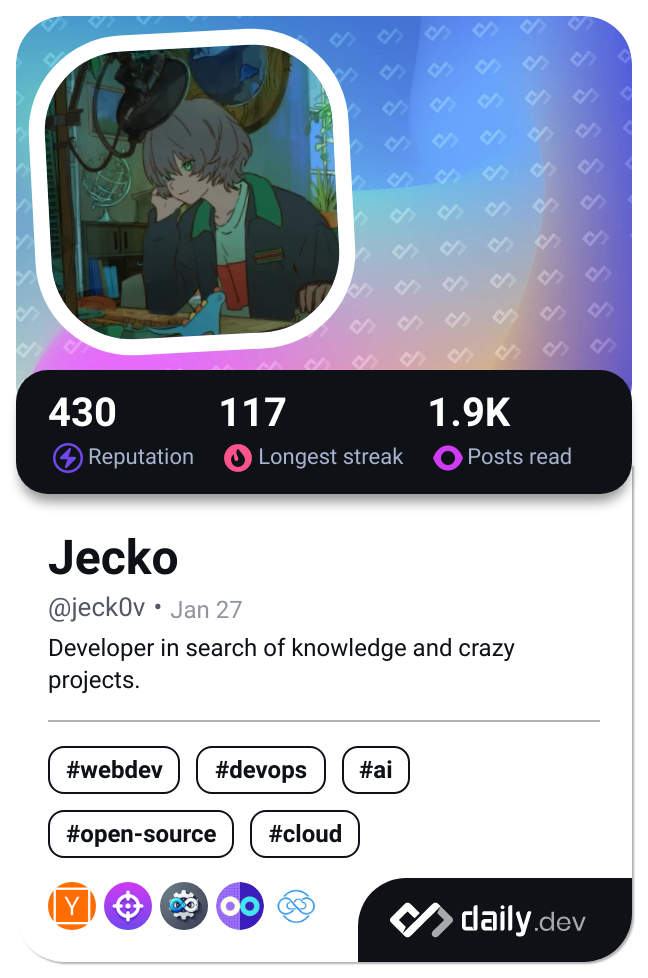 430 117 1.9K
Reputation Longest streak Posts read
Jecko
@jeck0v • Jan 27
Developer in search of knowledge and crazy
projects.
#webdev #devops #ai
#open-source #cloud
Y
daily.dev